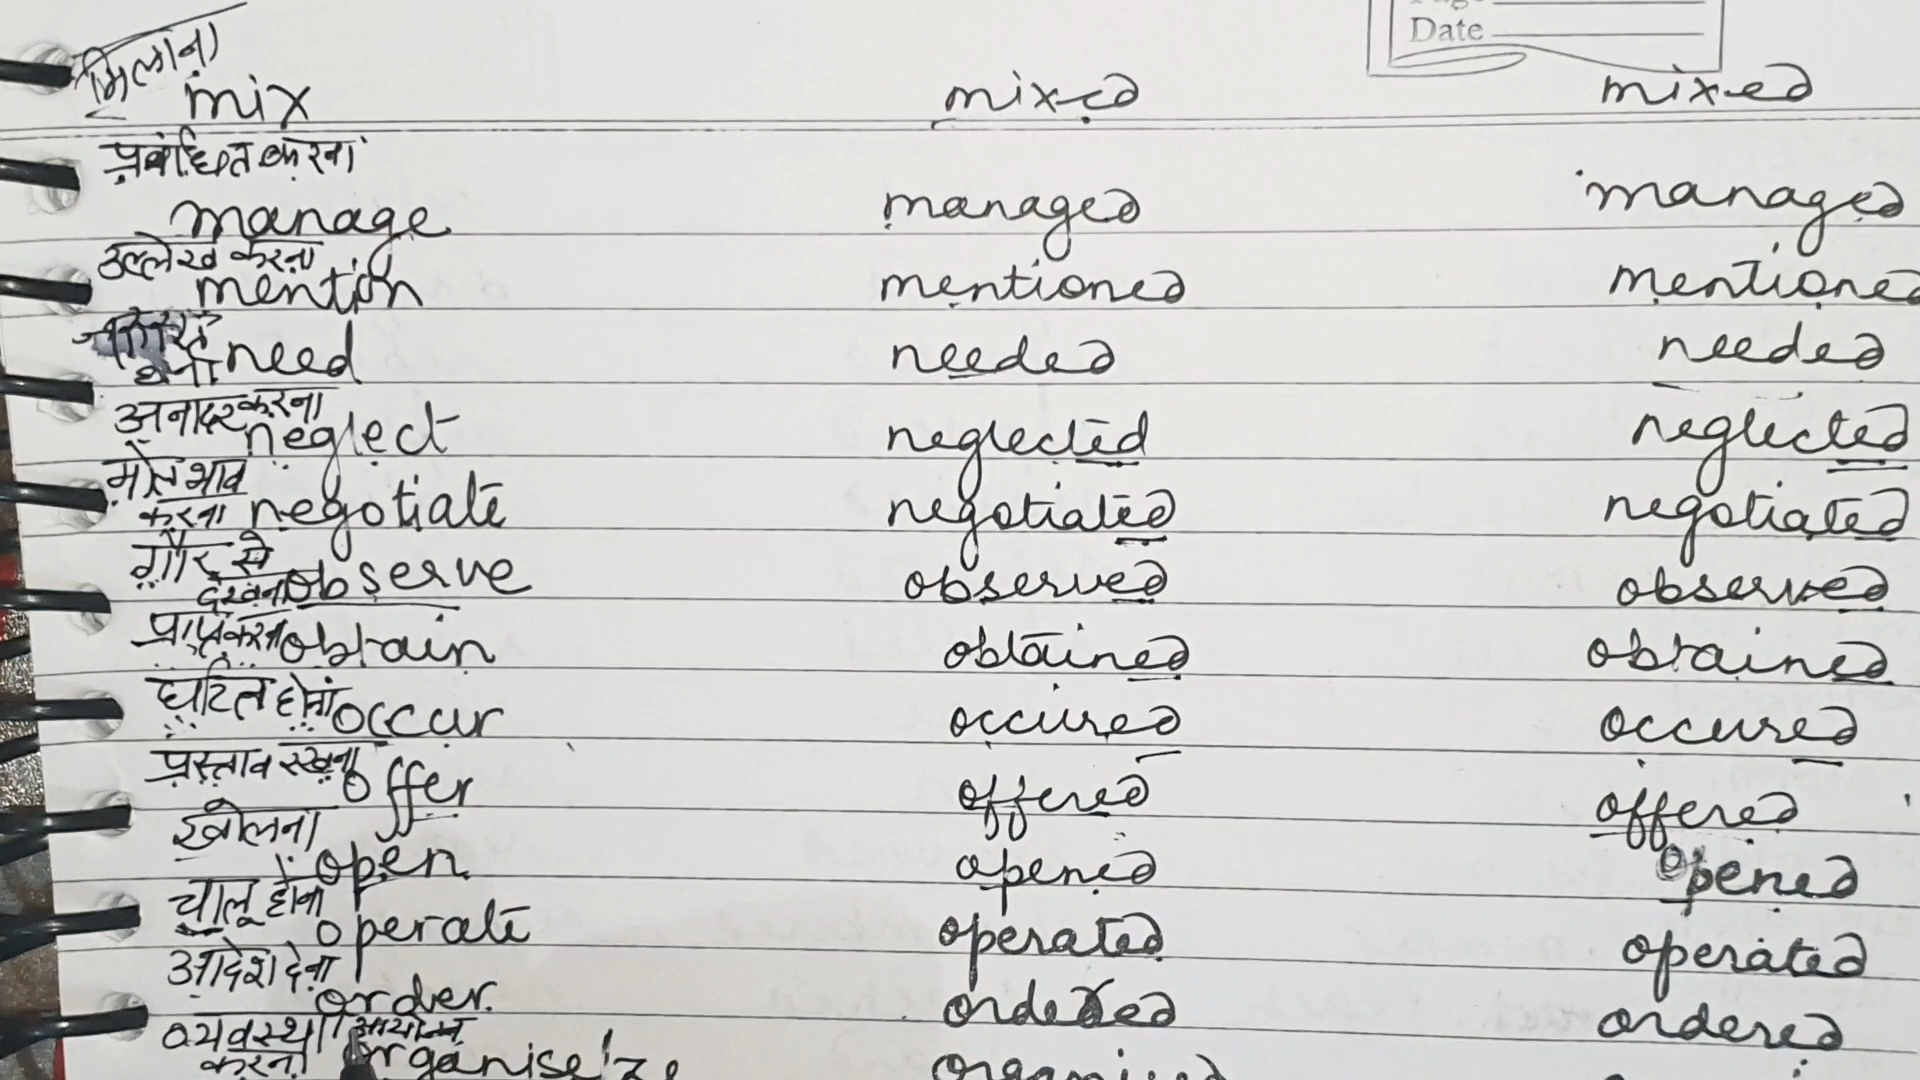 Date
मिलाना
mix mixed mixed
प्रबंधित करना
manage managed managed
उल्लेख करना
mention mentioned mentioned
need needed needed
अनादर करना
neglect neglected neglected
मोल भाव
करना negotiate negotiated negotiated
गौर से
देखना observe observed observed
प्राप्त करना obtain obtained obtained
घटित होना occur occured occured
प्रस्ताव रखना offer offered offered
खोलना
open opened opened
चालू होना
operate operated operated
आदेश देना
order ordered ordered
व्यवस्था
करना organise/ze